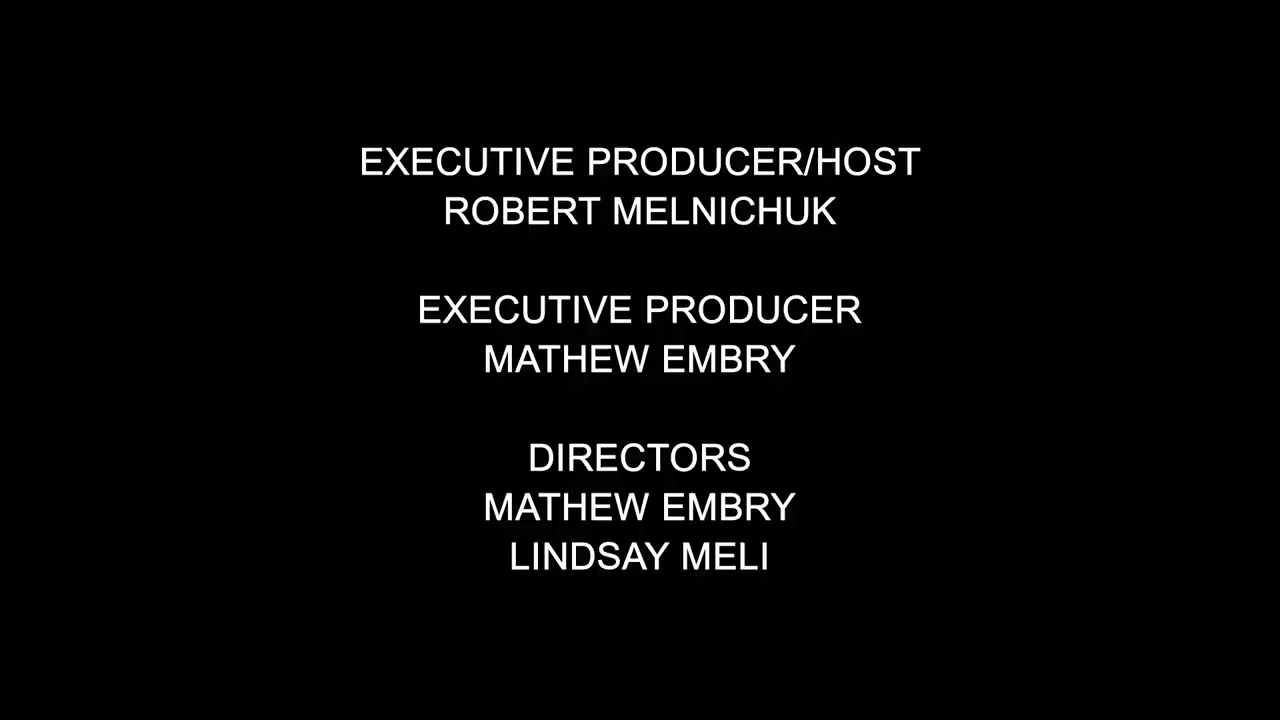 EXECUTIVE PRODUCER/HOST
ROBERT MELNICHUK
EXECUTIVE PRODUCER
MATHEW EMBRY
DIRECTORS
MATHEW EMBRY
LINDSAY MELI